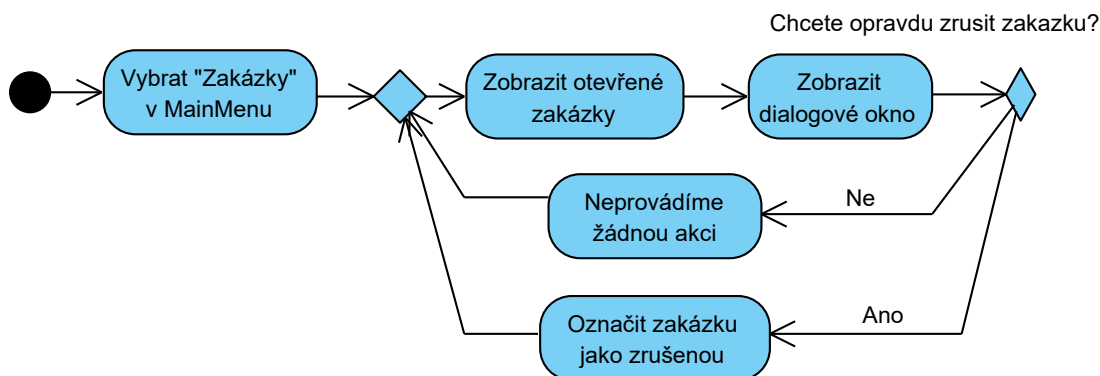 Chcete opravdu zrusit zakazku?
Vybrat "Zakázky"
v MainMenu
Zobrazit otevřené
zakázky
Zobrazit
dialogové okno
Neprovádíme
žádnou akci
Ne
Označit zakázku
jako zrušenou
Ano